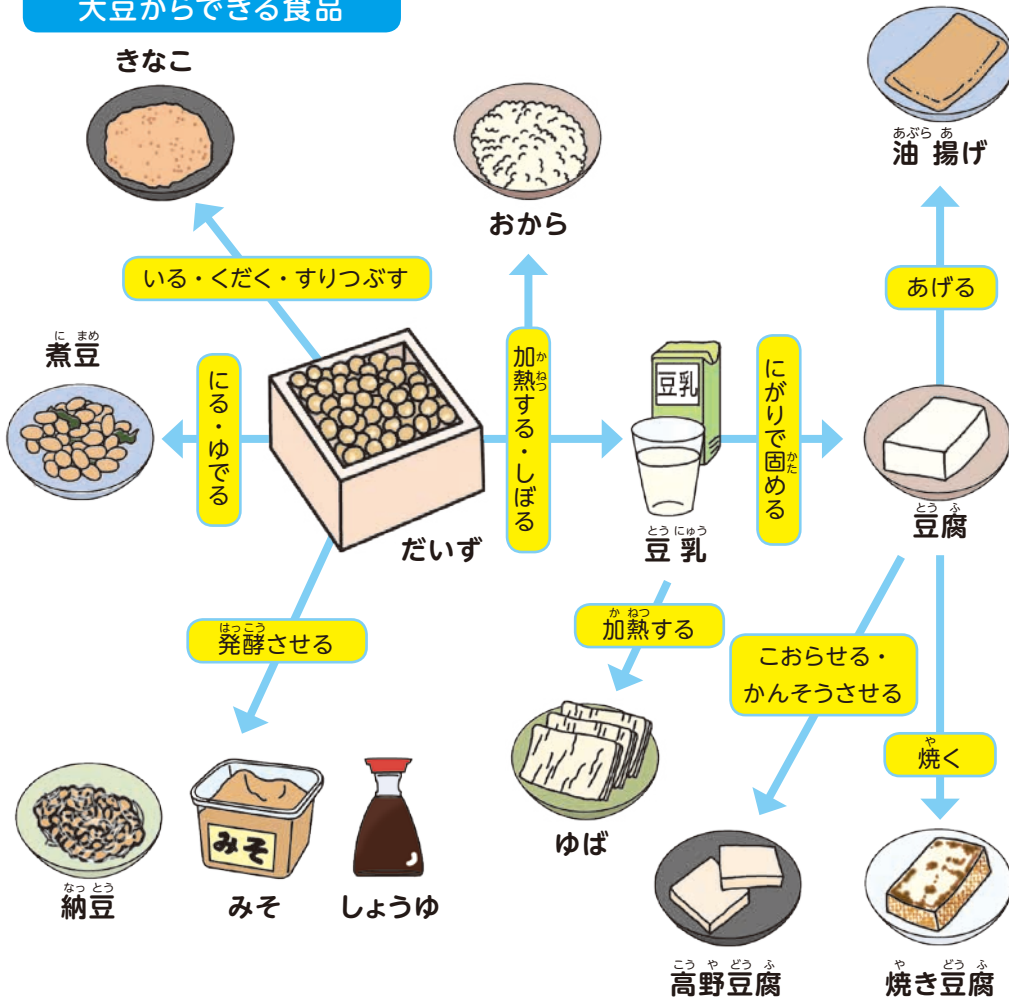 大豆からできる食品
きなこ
おから
あぶら あ
油揚げ
いる・くだく・すりつぶす
あげる
に まめ
煮豆
にる・ゆでる
だいず
か ねつ
加熱する・しぼる
豆乳
とう にゅう
豆乳
かた
にがりで固める
とう ふ
豆腐
はっこう
発酵させる
か ねつ
加熱する
こおらせる・
かんそうさせる
や
焼く
なっ とう
納豆
みそ
みそ
しょうゆ
ゆば
こう や どう ふ
高野豆腐
や どう ふ
焼き豆腐